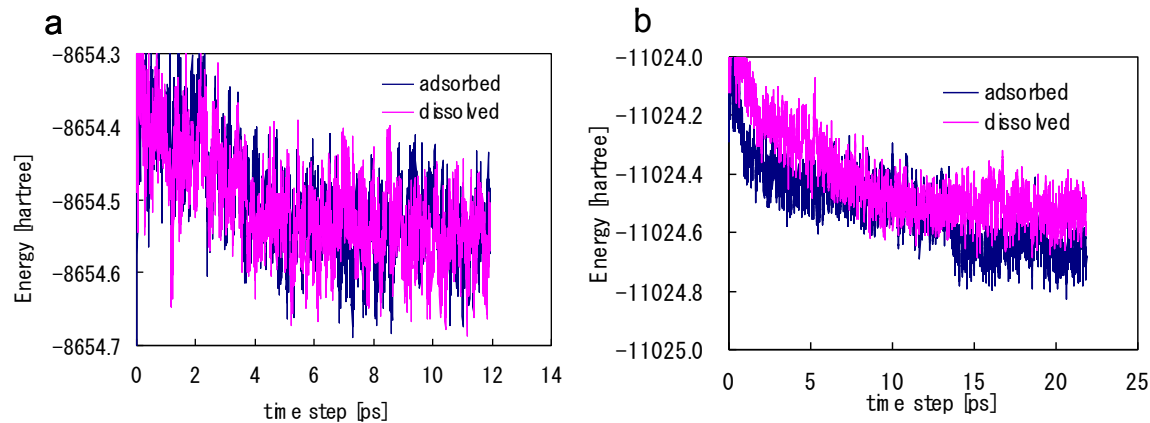 a
-8654.3
-8654.4
-8654.5
-8654.6
-8654.7
Energy [hartree]
adsorbed
dissolved
0 2 4 6 8 10 12 14
time step [ps]
b
-11024.0
-11024.2
-11024.4
-11024.6
-11024.8
-11025.0
Energy [hartree]
adsorbed
dissolved
0 5 10 15 20 25
time step [ps]